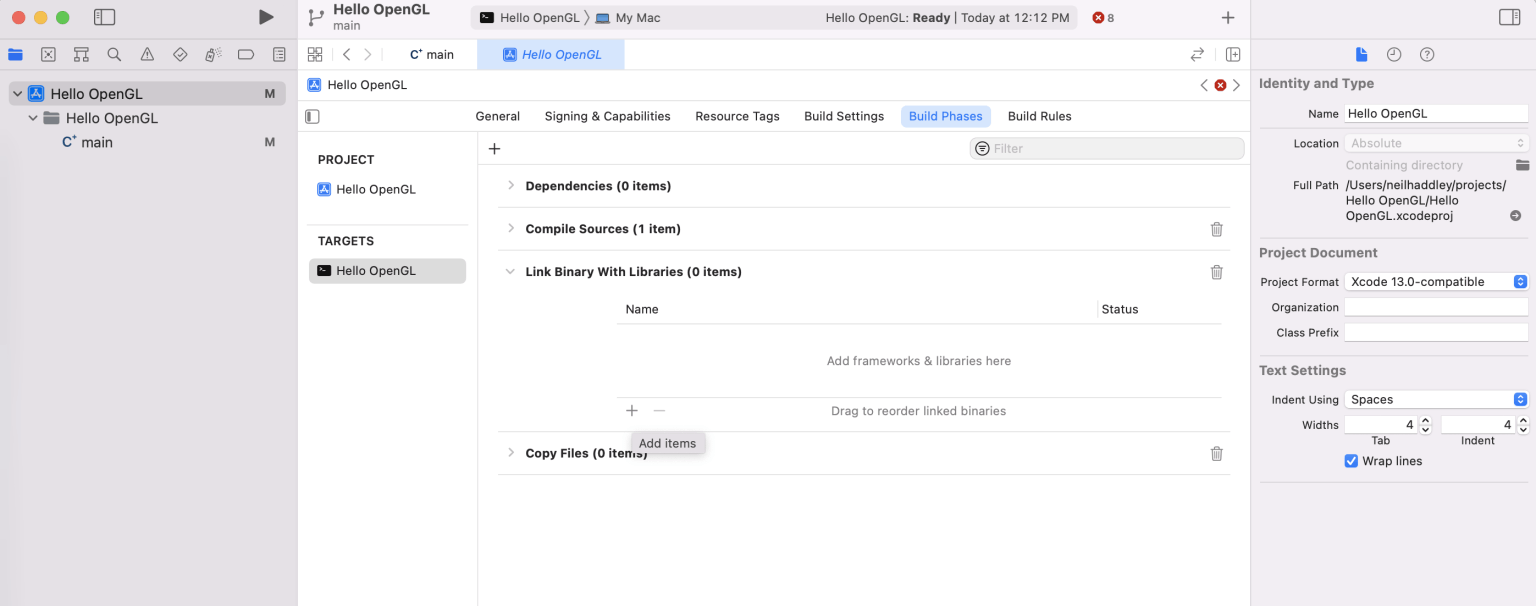 Hello OpenGL
main
Hello OpenGL My Mac
Hello OpenGL: Ready | Today at 12:12 PM
8
C+ main
Hello OpenGL
Hello OpenGL
Hello OpenGL M
Hello OpenGL
C+ main M
General Signing & Capabilities Resource Tags Build Settings Build Phases Build Rules
PROJECT
Hello OpenGL
TARGETS
Hello OpenGL
Filter
Dependencies (0 items)
Compile Sources (1 item)
Link Binary With Libraries (0 items)
Name Status
Add frameworks & libraries here
Drag to reorder linked binaries
Add items
Copy Files (0 items)
Identity and Type
Name Hello OpenGL
Location Absolute
Containing directory
Full Path /Users/neilhaddley/projects/
Hello OpenGL/Hello
OpenGL.xcodeproj
Project Document
Project Format Xcode 13.0-compatible
Organization
Class Prefix
Text Settings
Indent Using Spaces
Widths 4 4
Tab Indent
Wrap lines